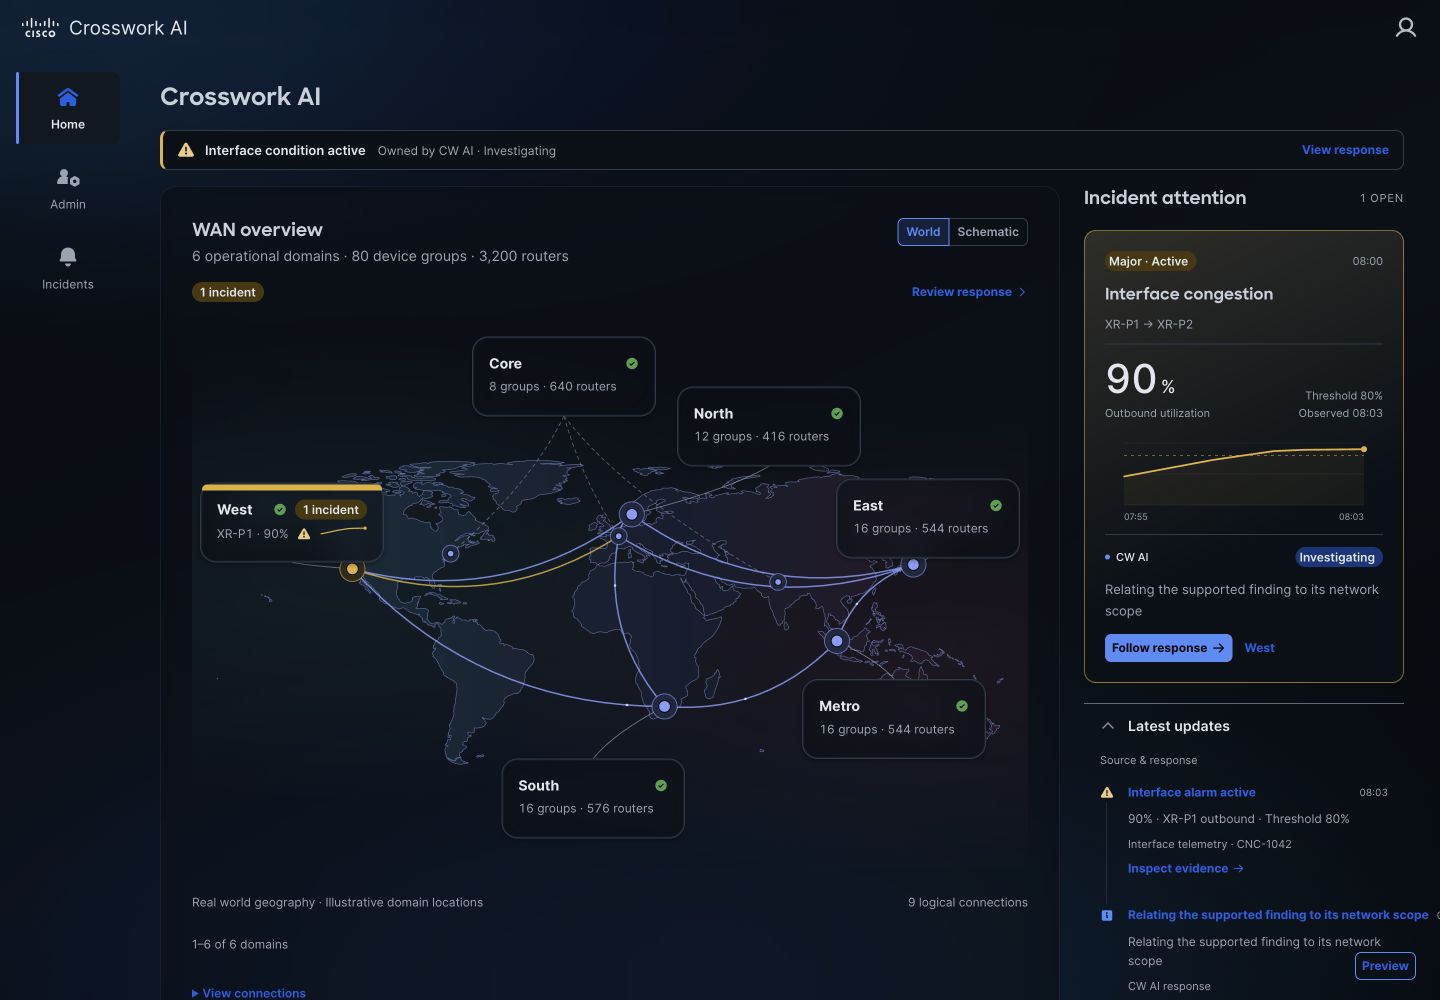 CISCO Crosswork AI
Home
Admin
Incidents
Crosswork AI
Interface condition active Owned by CW AI · Investigating View response
WAN overview
6 operational domains · 80 device groups · 3,200 routers
World Schematic
1 incident
Review response
Core
8 groups · 640 routers
North
12 groups · 416 routers
West 1 incident
XR-P1 · 90%
East
16 groups · 544 routers
Metro
16 groups · 544 routers
South
16 groups · 576 routers
Real world geography · Illustrative domain locations
9 logical connections
1–6 of 6 domains
View connections
Incident attention 1 OPEN
Major · Active 08:00
Interface congestion
XR-P1 → XR-P2
90 %
Outbound utilization
Threshold 80%
Observed 08:03
07:55 08:03
CW AI Investigating
Relating the supported finding to its network
scope
Follow response → West
Latest updates
Source & response
Interface alarm active 08:03
90% · XR-P1 outbound · Threshold 80%
Interface telemetry · CNC-1042
Inspect evidence →
Relating the supported finding to its network scope
Relating the supported finding to its network
scope
Preview
CW AI response